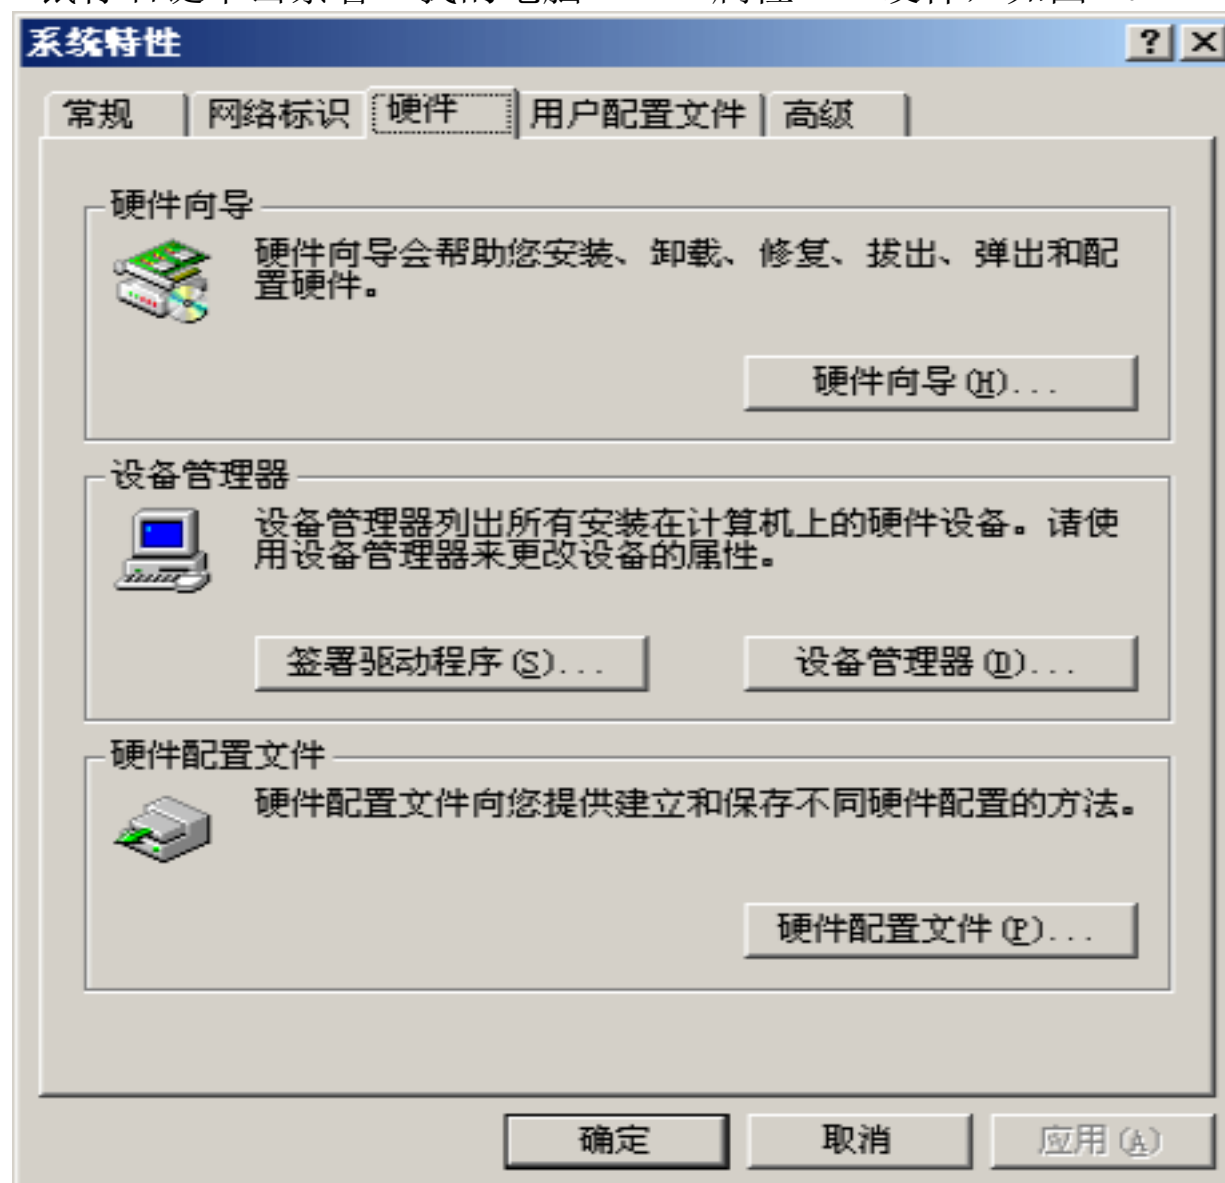 系统特性
常规 网络标识 硬件 用户配置文件 高级
硬件向导
硬件向导会帮助您安装、卸载、修复、拔出、弹出和配
置硬件。
硬件向导(H)...
设备管理器
设备管理器列出所有安装在计算机上的硬件设备。请使
用设备管理器来更改设备的属性。
签署驱动程序(S)... 设备管理器(D)...
硬件配置文件
硬件配置文件向您提供建立和保存不同硬件配置的方法。
硬件配置文件(P)...
确定 取消 应用(A)